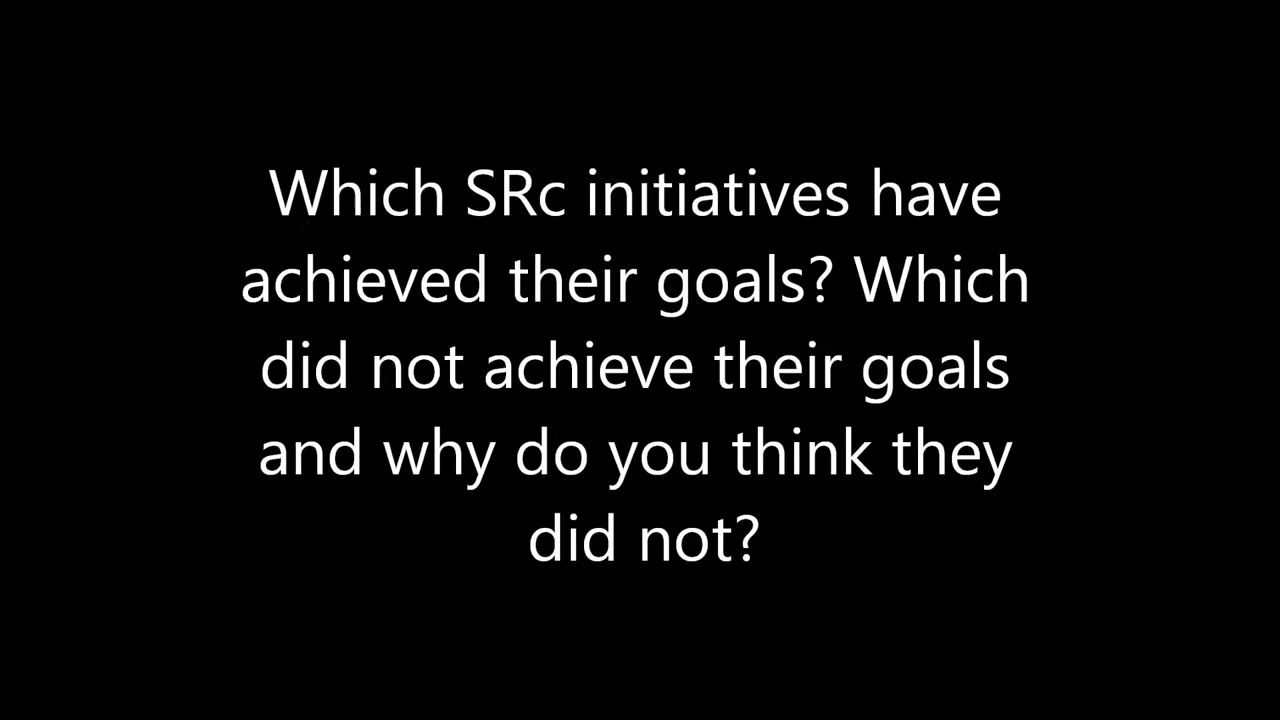 Which SRc initiatives have
achieved their goals? Which
did not achieve their goals
and why do you think they
did not?